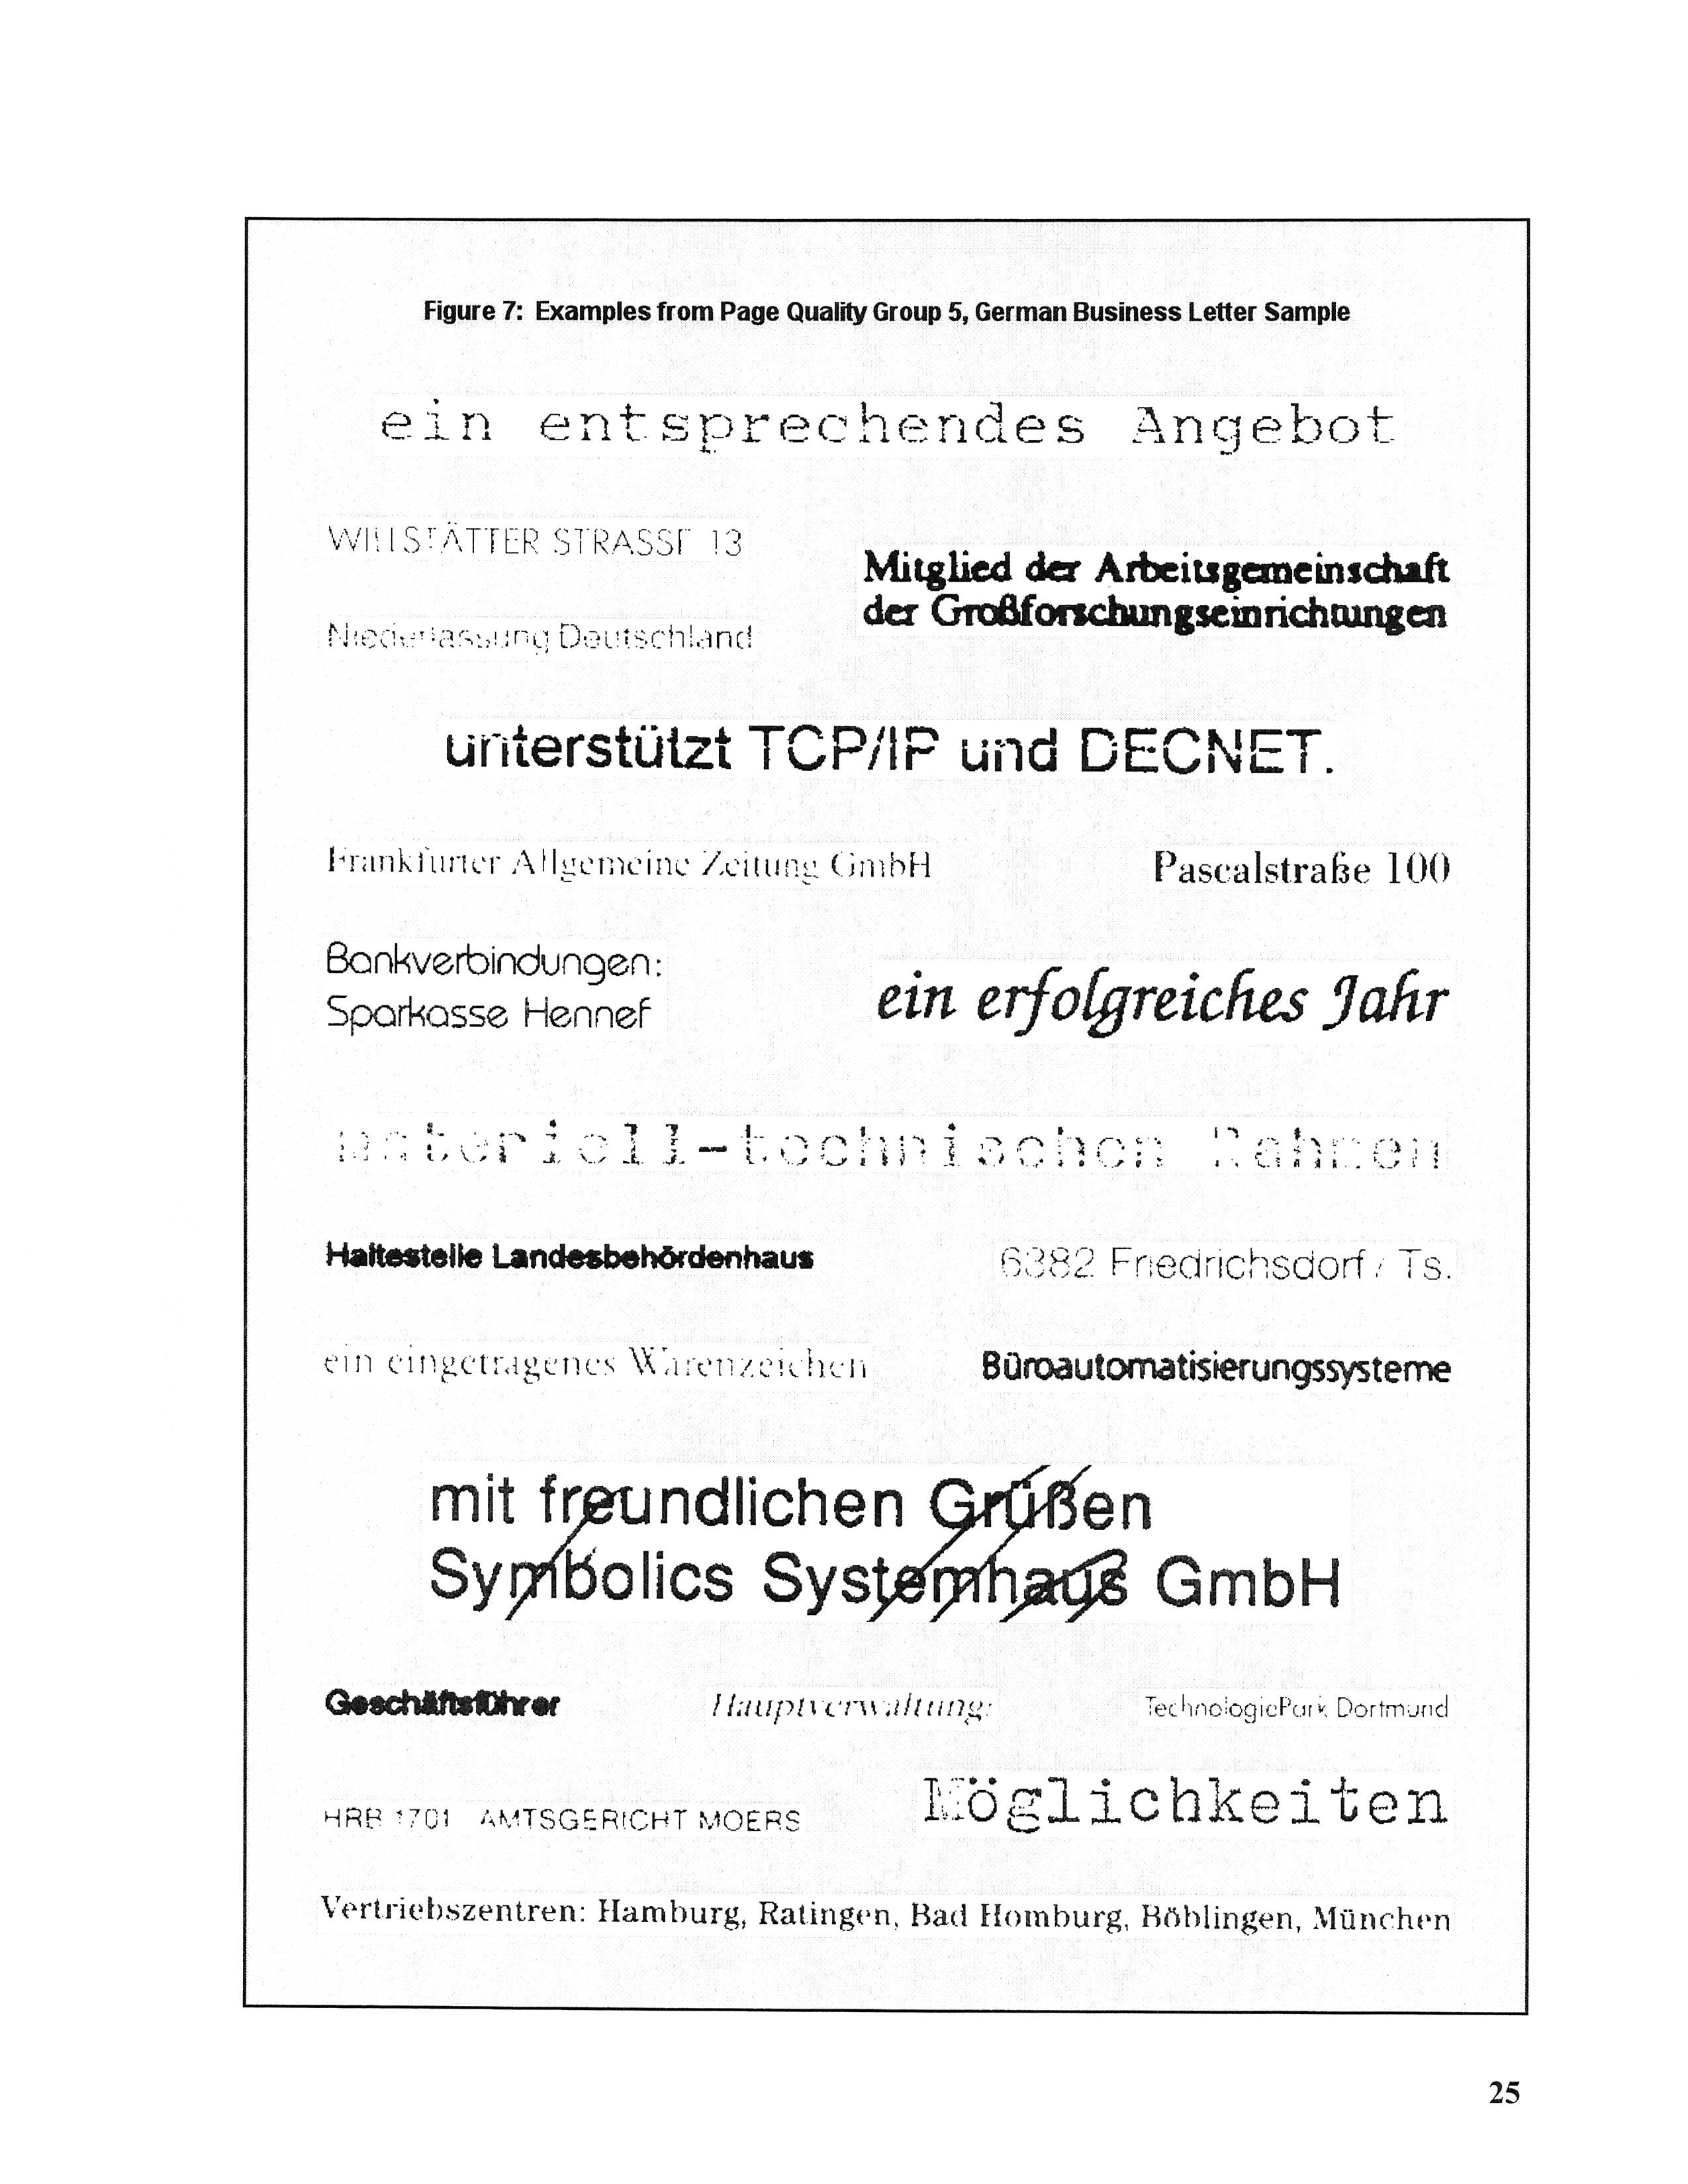 Figure 7: Examples from Page Quality Group 5, German Business Letter Sample
ein entsprechendes Angebot
WILLSTÄTTER STRASSE 13
Mitglied der Arbeitsgemeinschaft
der Großforschungseinrichtungen
Niederlassung Deutschland
unterstützt TCP/IP und DECNET.
Frankfurter Allgemeine Zeitung GmbH
Pascalstraße 100
Bankverbindungen:
Sparkasse Hennef
ein erfolgreiches Jahr
materiell-technischen Rahmen
Haltestelle Landesbehördenhaus
6382 Friedrichsdorf / Ts.
ein eingetragenes Warenzeichen
Büroautomatisierungssysteme
mit freundlichen Grüßen
Symbolics Systemhaus GmbH
Geschäftsführer
Hauptverwaltung:
TechnologiePark Dortmund
Möglichkeiten
HRB 1701 AMTSGERICHT MOERS
Vertriebszentren: Hamburg, Ratingen, Bad Homburg, Böblingen, München
25